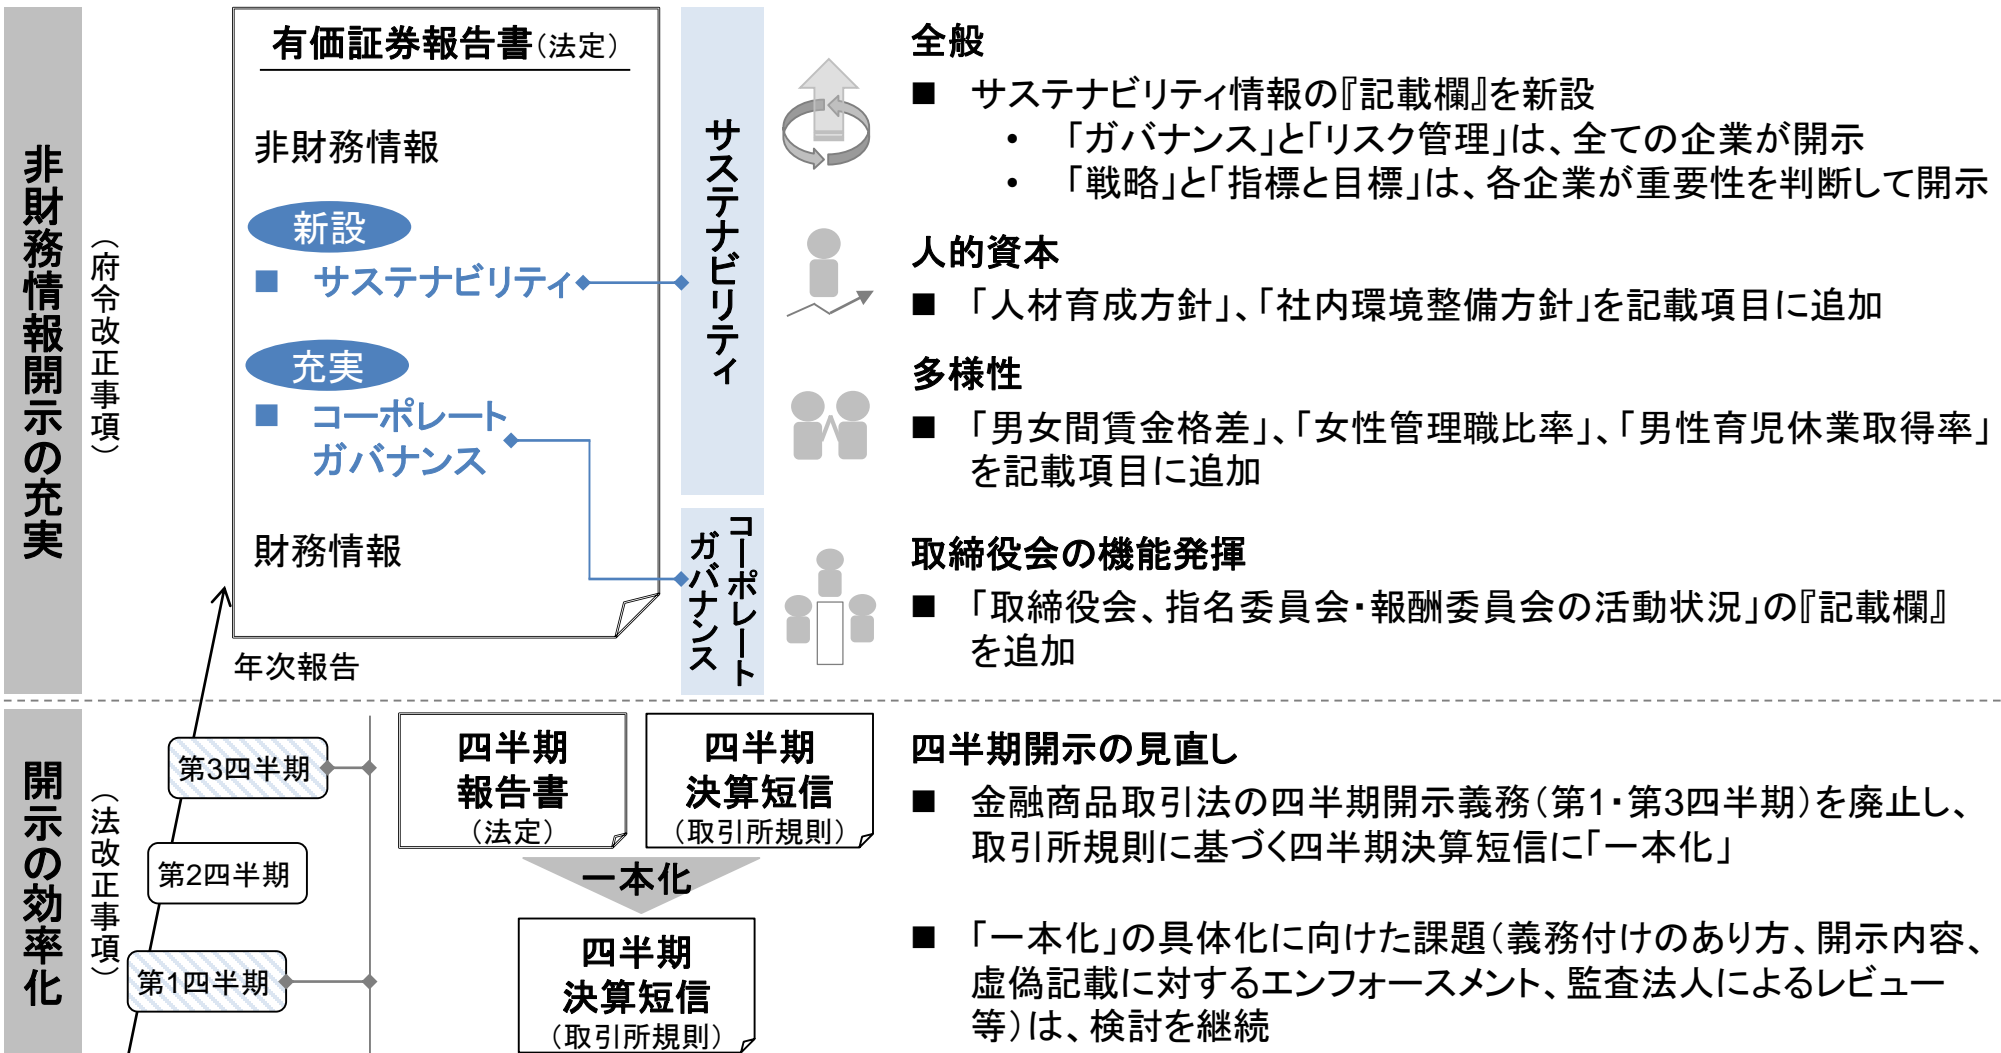 非財務情報開示の充実
（府令改正事項）
有価証券報告書（法定）
非財務情報
新設
■ サステナビリティ
充実
■ コーポレート
ガバナンス
財務情報
年次報告
サステナビリティ
全般
■ サステナビリティ情報の『記載欄』を新設
• 「ガバナンス」と「リスク管理」は、全ての企業が開示
• 「戦略」と「指標と目標」は、各企業が重要性を判断して開示
人的資本
■ 「人材育成方針」、「社内環境整備方針」を記載項目に追加
多様性
■ 「男女間賃金格差」、「女性管理職比率」、「男性育児休業取得率」
を記載項目に追加
コーポレート
ガバナンス
取締役会の機能発揮
■ 「取締役会、指名委員会・報酬委員会の活動状況」の『記載欄』
を追加
開示の効率化
（法改正事項）
第3四半期
第2四半期
第1四半期
四半期
報告書
（法定）
四半期
決算短信
（取引所規則）
一本化
四半期
決算短信
（取引所規則）
四半期開示の見直し
■ 金融商品取引法の四半期開示義務（第1・第3四半期）を廃止し、
取引所規則に基づく四半期決算短信に「一本化」
■ 「一本化」の具体化に向けた課題（義務付けのあり方、開示内容、
虚偽記載に対するエンフォースメント、監査法人によるレビュー
等）は、検討を継続